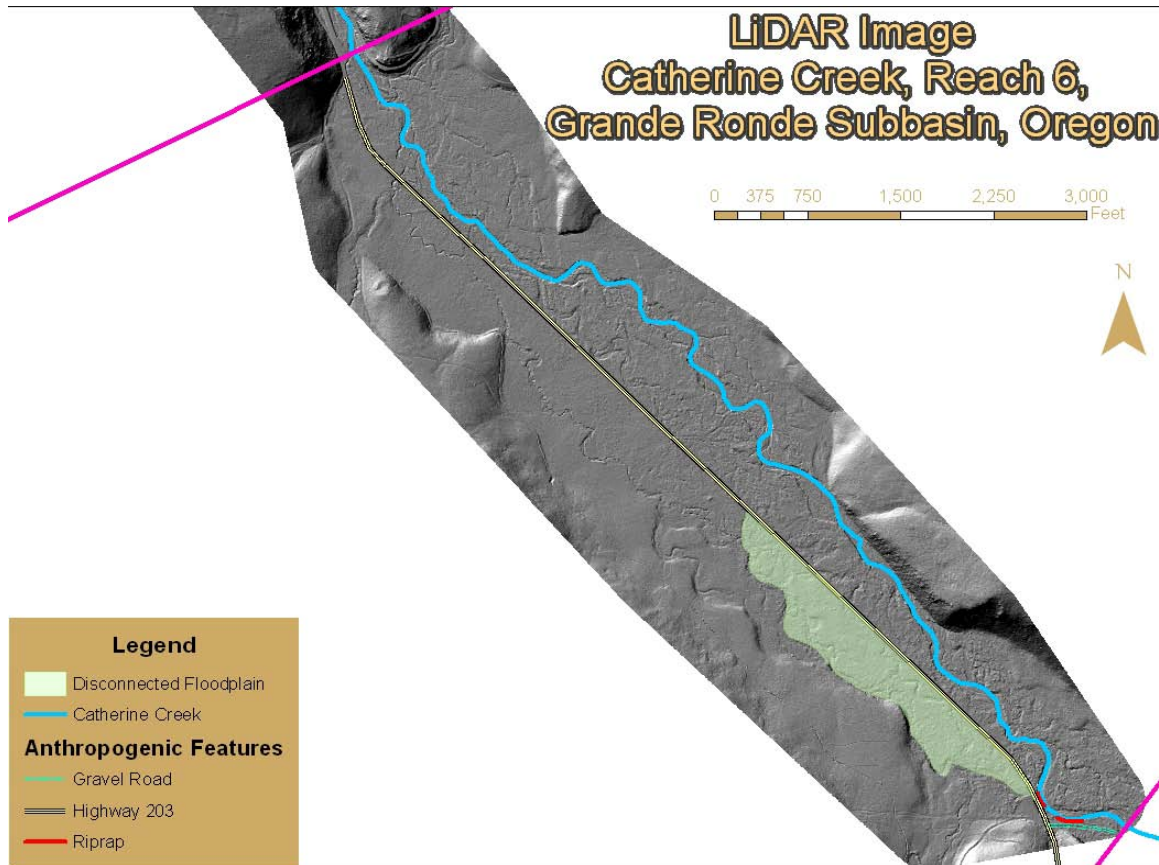 LiDAR Image
Catherine Creek, Reach 6,
Grande Ronde Subbasin, Oregon
0 375 750 1,500 2,250 3,000
Feet
N
Legend
Disconnected Floodplain
Catherine Creek
Anthropogenic Features
Gravel Road
Highway 203
Riprap